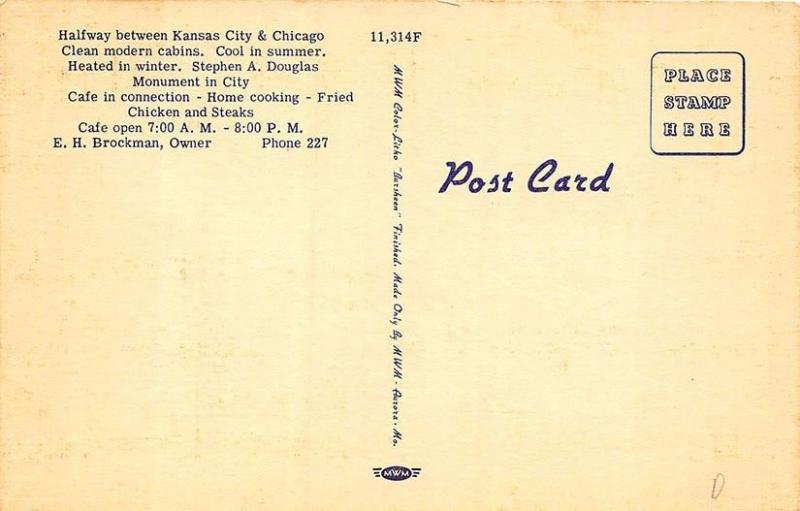 Halfway between Kansas City & Chicago
Clean modern cabins. Cool in summer.
Heated in winter. Stephen A. Douglas
Monument in City
Cafe in connection - Home cooking - Fried
Chicken and Steaks
Cafe open 7:00 A. M. - 8:00 P. M.
E. H. Brockman, Owner Phone 227
11,314F
MWM Color-Litho "Dursheen" Finished. Made Only By MWM - Aurora - Mo.
MWM
Post Card
PLACE
STAMP
HERE
D